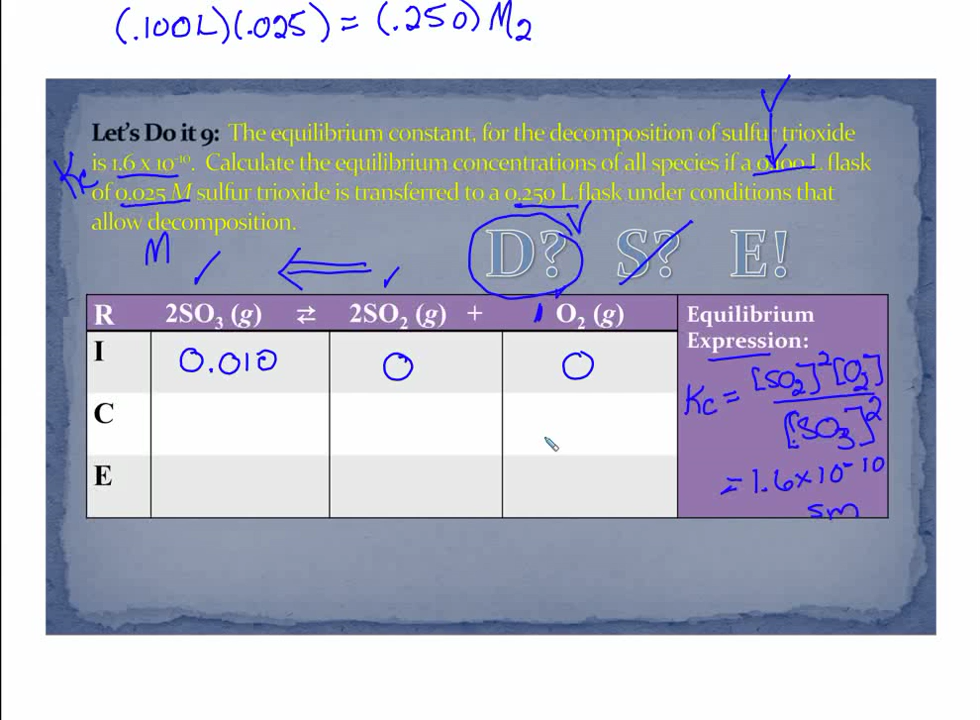 (.100L)(.025) = (.250) M2
Let's Do it 9: The equilibrium constant, for the decomposition of sulfur trioxide
is 1.6 x 10⁻¹⁰. Calculate the equilibrium concentrations of all species if a 0.100 L flask
of 0.025 M sulfur trioxide is transferred to a 0.250 L flask under conditions that
allow decomposition.
Kc
V
V
M
D? S? E!
R 2SO₃ (g) ⇄ 2SO₂ (g) + 1 O₂ (g) Equilibrium
Expression:
I 0.010 0 0
Kc = [SO₂]²[O₂]
[SO₃]²
C
E
= 1.6x10⁻¹⁰
sm